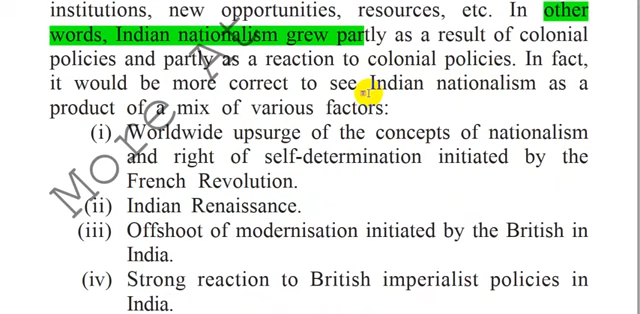 institutions, new opportunities, resources, etc. In other
words, Indian nationalism grew partly as a result of colonial
policies and partly as a reaction to colonial policies. In fact,
it would be more correct to see Indian nationalism as a
product of a mix of various factors:
(i) Worldwide upsurge of the concepts of nationalism
and right of self-determination initiated by the
French Revolution.
(ii) Indian Renaissance.
(iii) Offshoot of modernisation initiated by the British in
India.
(iv) Strong reaction to British imperialist policies in
India.
More At